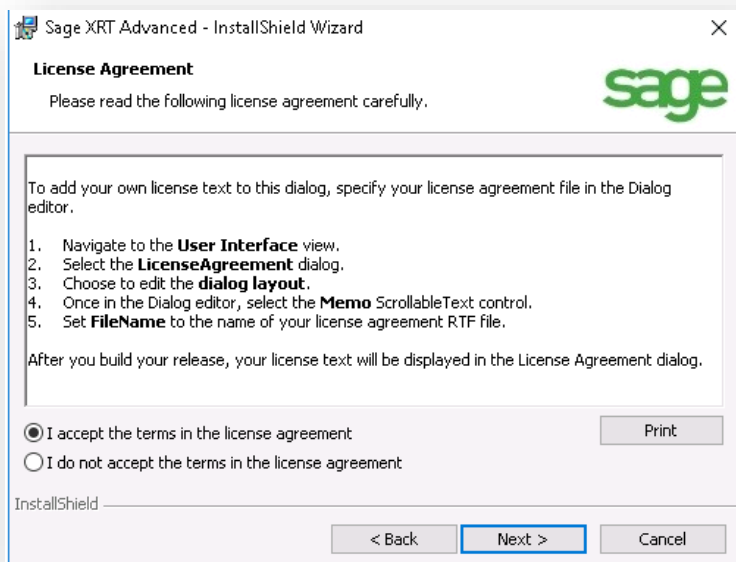 Sage XRT Advanced - InstallShield Wizard
License Agreement
Please read the following license agreement carefully.
sage
To add your own license text to this dialog, specify your license agreement file in the Dialog
editor.
1. Navigate to the User Interface view.
2. Select the LicenseAgreement dialog.
3. Choose to edit the dialog layout.
4. Once in the Dialog editor, select the Memo ScrollableText control.
5. Set FileName to the name of your license agreement RTF file.
After you build your release, your license text will be displayed in the License Agreement dialog.
I accept the terms in the license agreement
Print
I do not accept the terms in the license agreement
InstallShield
< Back
Next >
Cancel